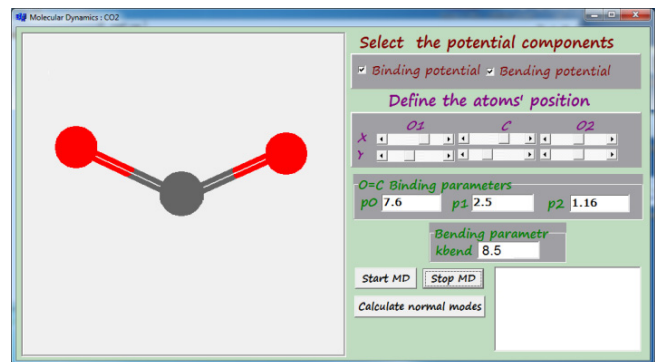 Molecular Dynamics : CO2
Select the potential components
Binding potential Bending potential
Define the atoms' position
O1 C O2
X
Y
O=C Binding parameters
p0 7.6 p1 2.5 p2 1.16
Bending parametr
kbend 8.5
Start MD Stop MD
Calculate normal modes